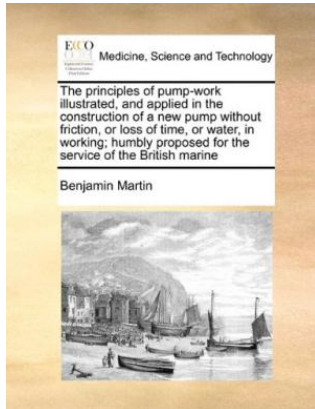 ECCO
Medicine, Science and Technology
The principles of pump-work
illustrated, and applied in the
construction of a new pump without
friction, or loss of time, or water, in
working; humbly proposed for the
service of the British marine
Benjamin Martin